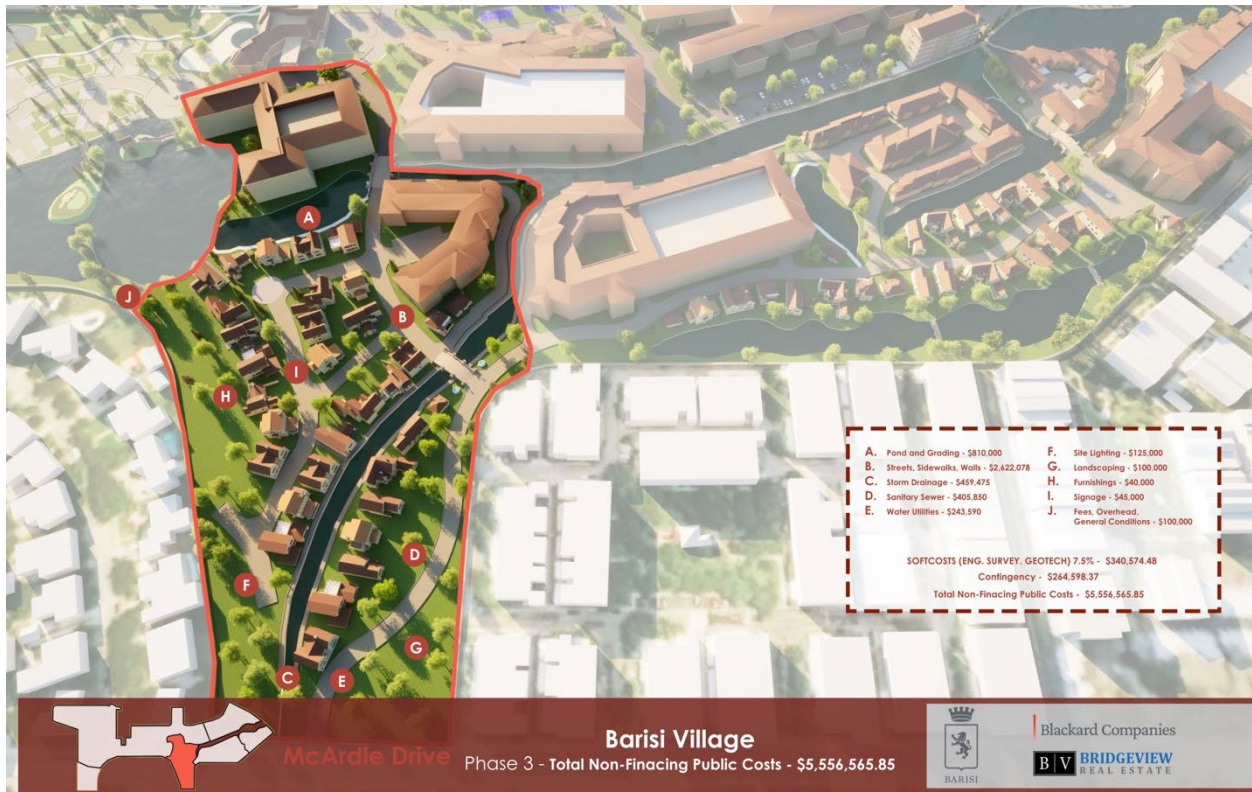 A
J
B
I
H
D
F
G
C
E
A. Pond and Grading - $810,000
B. Streets, Sidewalks, Walls - $2,622,078
C. Storm Drainage - $459,475
D. Sanitary Sewer - $405,850
E. Water Utilities - $243,590
F. Site Lighting - $125,000
G. Landscaping - $100,000
H. Furnishings - $40,000
I. Signage - $45,000
J. Fees, Overhead,
General Conditions - $100,000
SOFTCOSTS (ENG. SURVEY. GEOTECH) 7.5% - $340,574.48
Contingency - $264,598.37
Total Non-Finacing Public Costs - $5,556,565.85
McArdle Drive
Barisi Village
Phase 3 - Total Non-Finacing Public Costs - $5,556,565.85
BARISI
Blackard Companies
B V BRIDGEVIEW
REAL ESTATE